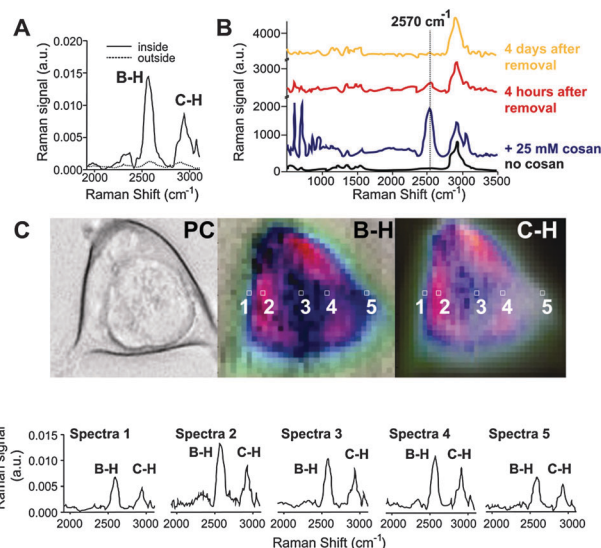 A
0.020
0.015
0.010
0.005
0.000
Raman signal (a.u.)
inside
outside
B-H
C-H
2000 2500 3000
Raman Shift (cm-1)
B
2570 cm-1
4000
3000
2000
1000
0
Raman signal (a.u.)
4 days after
removal
4 hours after
removal
+ 25 mM cosan
no cosan
1000 1500 2000 2500 3000 3500
Raman Shift (cm-1)
C
PC
B-H
C-H
1 2 3 4 5
1 2 3 4 5
Raman signal
(a.u.)
0.015
0.010
0.005
0.000
Spectra 1 Spectra 2 Spectra 3 Spectra 4 Spectra 5
B-H C-H B-H C-H B-H C-H B-H C-H B-H C-H
2000 2500 3000 2000 2500 3000 2000 2500 3000 2000 2500 3000 2000 2500 3000
Raman Shift (cm-1)